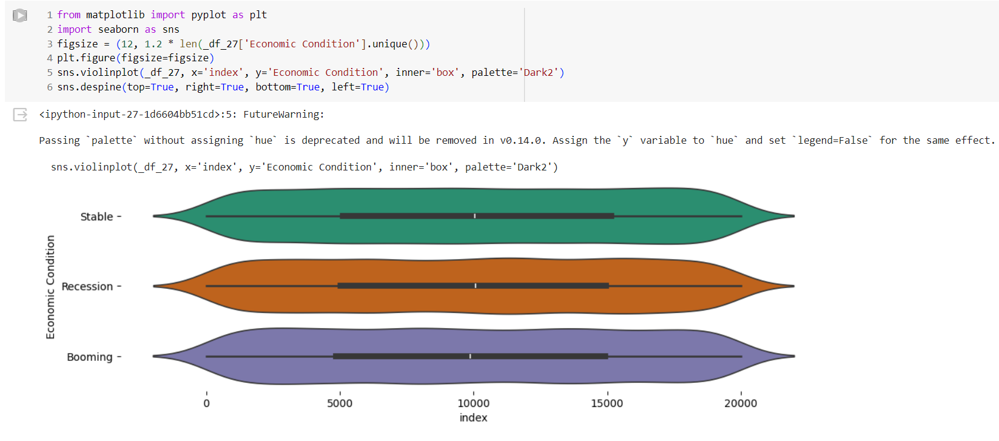 1 from matplotlib import pyplot as plt
2 import seaborn as sns
3 figsize = (12, 1.2 * len(_df_27['Economic Condition'].unique()))
4 plt.figure(figsize=figsize)
5 sns.violinplot(_df_27, x='index', y='Economic Condition', inner='box', palette='Dark2')
6 sns.despine(top=True, right=True, bottom=True, left=True)
<ipython-input-27-1d6604bb51cd>:5: FutureWarning:
Passing `palette` without assigning `hue` is deprecated and will be removed in v0.14.0. Assign the `y` variable to `hue` and set `legend=False` for the same effect.
sns.violinplot(_df_27, x='index', y='Economic Condition', inner='box', palette='Dark2')
Economic Condition
Stable
Recession
Booming
0 5000 10000 15000 20000
index